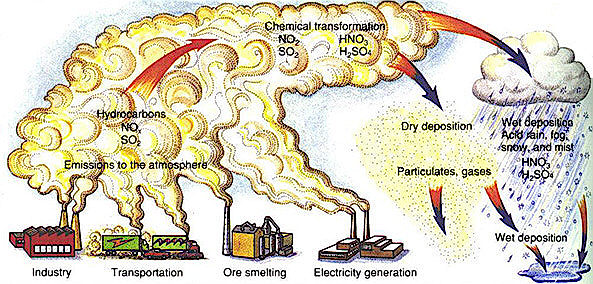 Chemical transformation
NO₂ HNO₃
SO₂ H₂SO₄
Hydrocarbons
NOₓ
SO₂
Emissions to the atmosphere
Dry deposition
Particulates, gases
Wet deposition
Acid rain, fog,
snow, and mist
HNO₃
H₂SO₄
Wet deposition
Industry
Transportation
Ore smelting
Electricity generation